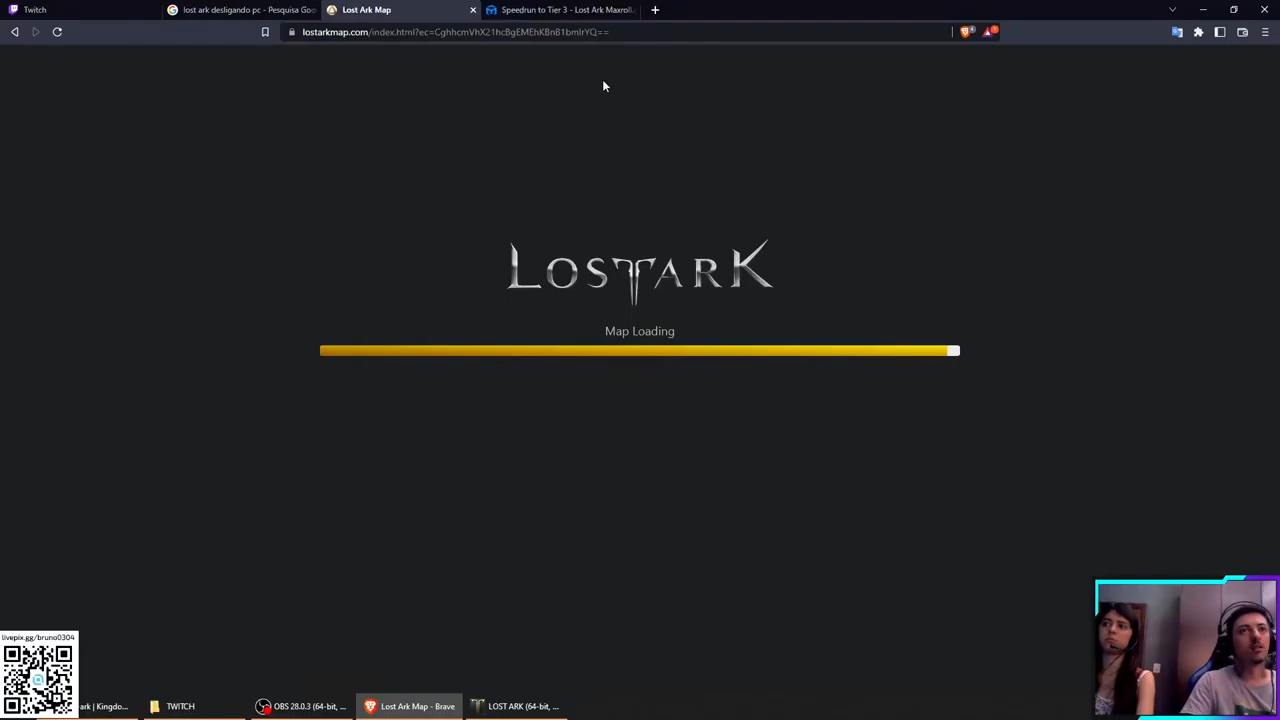 Twitch
lost ark desligando pc - Pesquisa Goo
Lost Ark Map
Speedrun to Tier 3 - Lost Ark Maxroll.
lostarkmap.com/index.html?ec=CghhcmVhX21hcBgEMEhKBnB1bmlrYQ==
LOST ARK
Map Loading
livepix.gg/bruno0304
ark | Kingdo...
TWITCH
OBS 28.0.3 (64-bit, ...
Lost Ark Map - Brave
LOST ARK (64-bit, ...